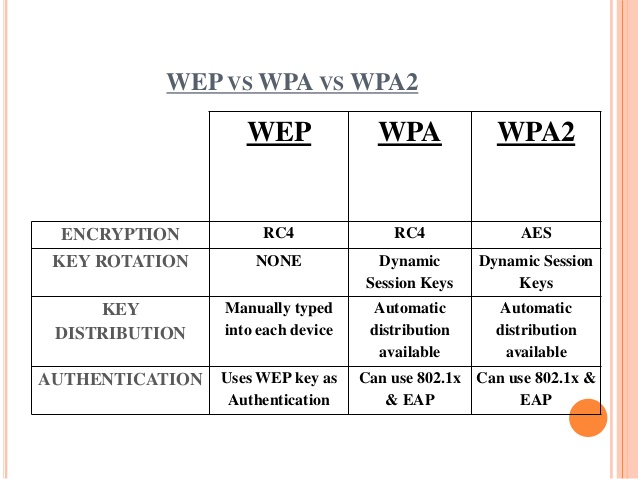 WEP VS WPA VS WPA2
WEP WPA WPA2
ENCRYPTION RC4 RC4 AES
KEY ROTATION NONE Dynamic Session Keys Dynamic Session Keys
KEY DISTRIBUTION Manually typed into each device Automatic distribution available Automatic distribution available
AUTHENTICATION Uses WEP key as Authentication Can use 802.1x & EAP Can use 802.1x & EAP